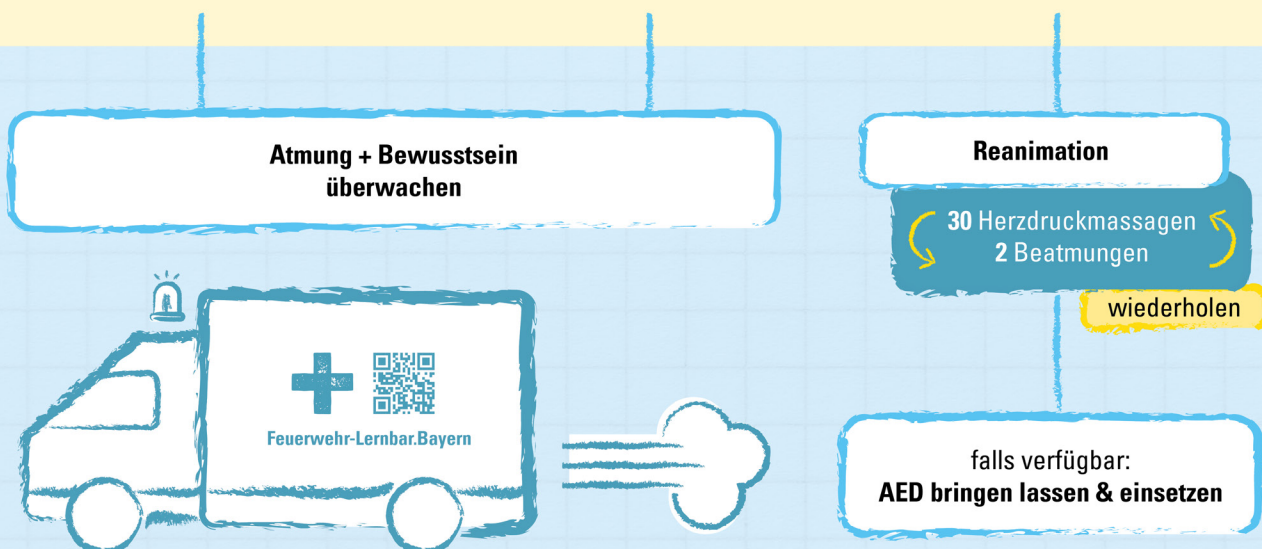 Atmung + Bewusstsein
überwachen
Reanimation
30 Herzdruckmassagen
2 Beatmungen
wiederholen
Feuerwehr-Lernbar.Bayern
falls verfügbar:
AED bringen lassen & einsetzen